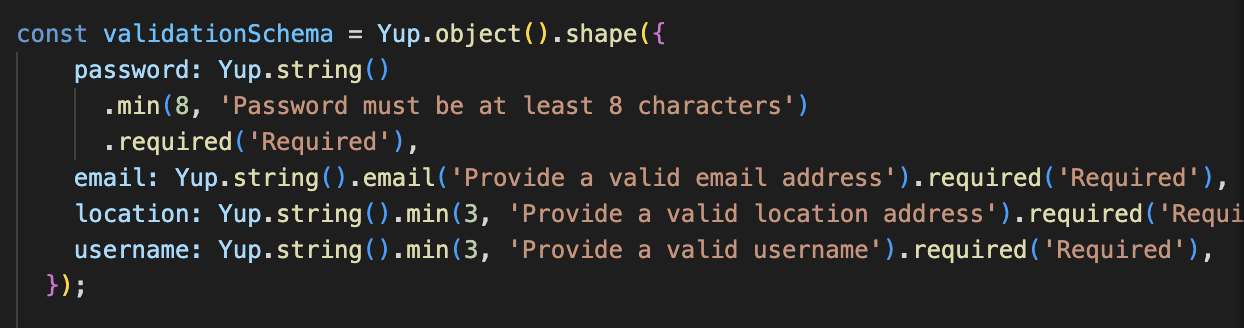 const validationSchema = Yup.object().shape({
    password: Yup.string()
      .min(8, 'Password must be at least 8 characters')
      .required('Required'),
    email: Yup.string().email('Provide a valid email address').required('Required'),
    location: Yup.string().min(3, 'Provide a valid location address').required('Requi
    username: Yup.string().min(3, 'Provide a valid username').required('Required'),
  });